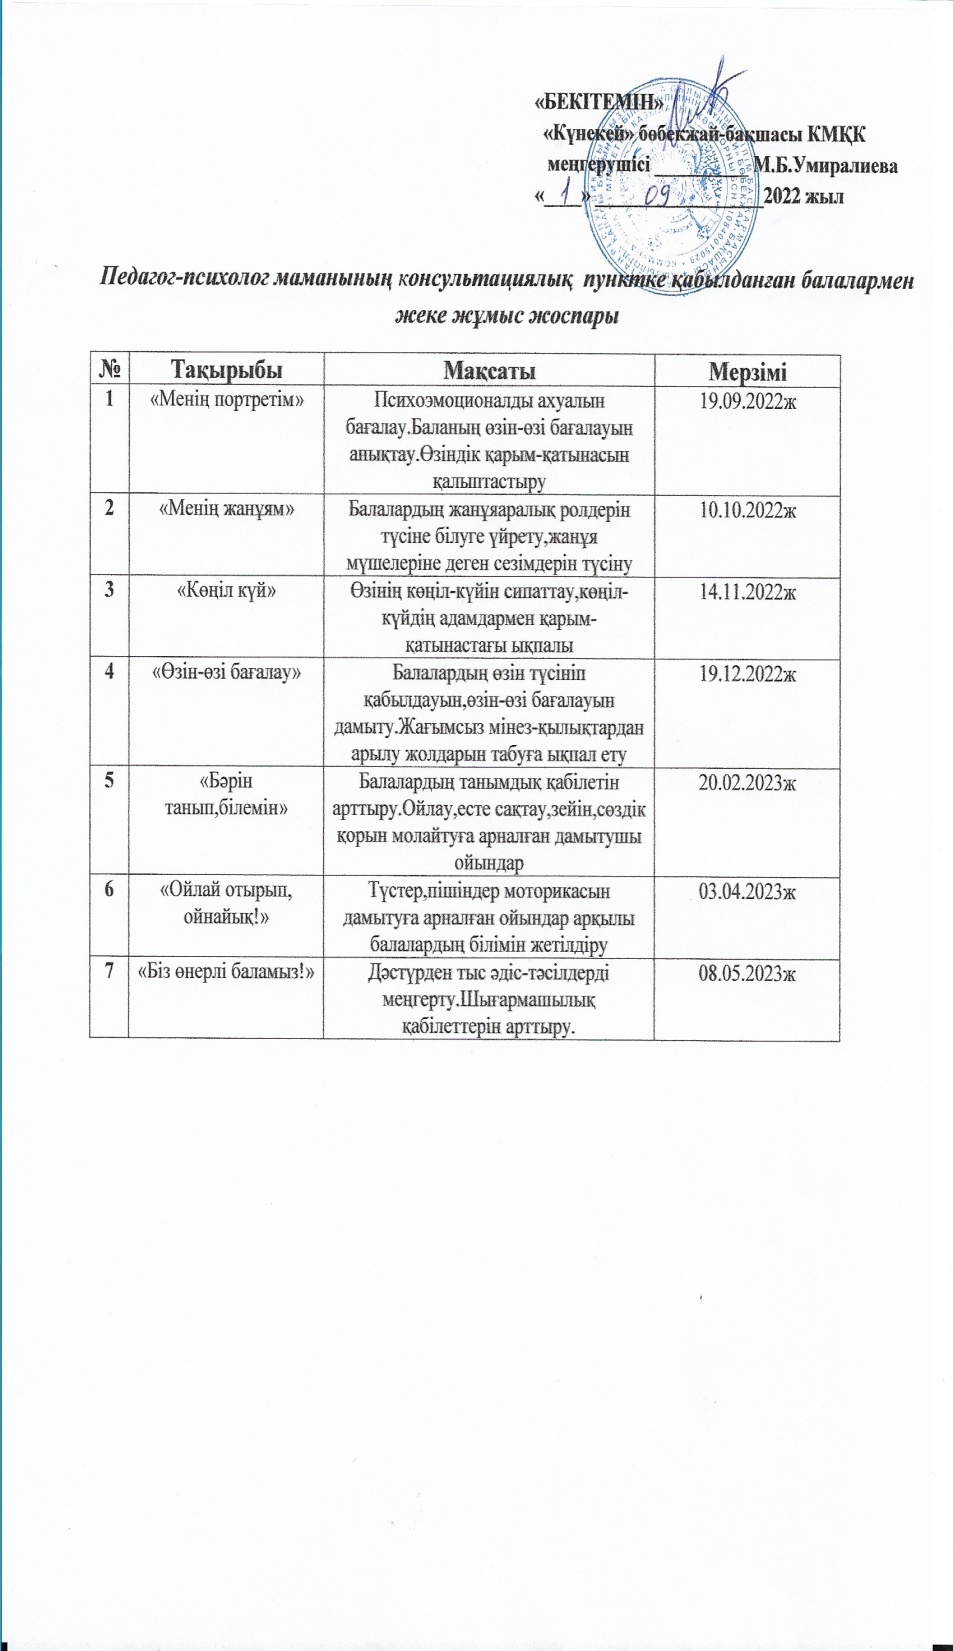 «БЕКІТЕМІН»
«Күнекей» бөбекжай-бақшасы КМҚК
меңгерушісі __________ М.Б.Умиралиева
«__1__» ______09__________2022 жыл
Педагог-психолог маманының консультациялық пунктке қабылданған балалармен
жеке жұмыс жоспары
№ Тақырыбы Мақсаты Мерзімі
1 «Менің портретім» Психоэмоционалды ахуалын 19.09.2022ж
бағалау.Баланың өзін-өзі бағалауын
анықтау.Өзіндік қарым-қатынасын
қалыптастыру
2 «Менің жанұям» Балалардың жанұяаралық ролдерін 10.10.2022ж
түсіне білуге үйрету,жанұя
мүшелеріне деген сезімдерін түсіну
3 «Көңіл күй» Өзінің көңіл-күйін сипаттау,көңіл- 14.11.2022ж
күйдің адамдармен қарым-
қатынастағы ықпалы
4 «Өзін-өзі бағалау» Балалардың өзін түсініп 19.12.2022ж
қабылдауын,өзін-өзі бағалауын
дамыту.Жағымсыз мінез-қылықтардан
арылу жолдарын табуға ықпал ету
5 «Бәрін Балалардың танымдық қабілетін 20.02.2023ж
танып,білемін» арттыру.Ойлау,есте сақтау,зейін,сөздік
қорын молайтуға арналған дамытушы
ойындар
6 «Ойлай отырып, Түстер,пішіндер моторикасын 03.04.2023ж
ойнайық!» дамытуға арналған ойындар арқылы
балалардың білімін жетілдіру
7 «Біз өнерлі баламыз!» Дәстүрден тыс әдіс-тәсілдерді 08.05.2023ж
меңгерту.Шығармашылық
қабілеттерін арттыру.